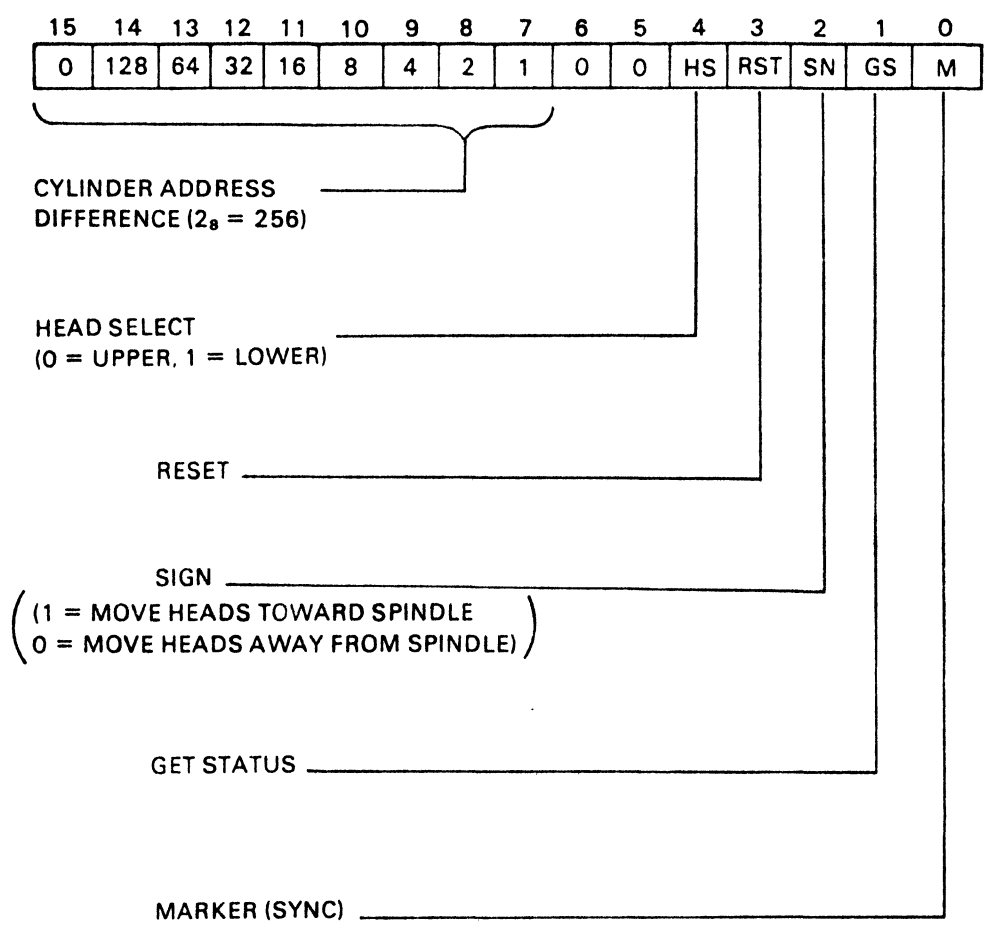 15 14 13 12 11 10 9 8 7 6 5 4 3 2 1 0
0 128 64 32 16 8 4 2 1 0 0 HS RST SN GS M
CYLINDER ADDRESS
DIFFERENCE (2₈ = 256)
HEAD SELECT
(0 = UPPER, 1 = LOWER)
RESET
SIGN
(1 = MOVE HEADS TOWARD SPINDLE
0 = MOVE HEADS AWAY FROM SPINDLE)
GET STATUS
MARKER (SYNC)